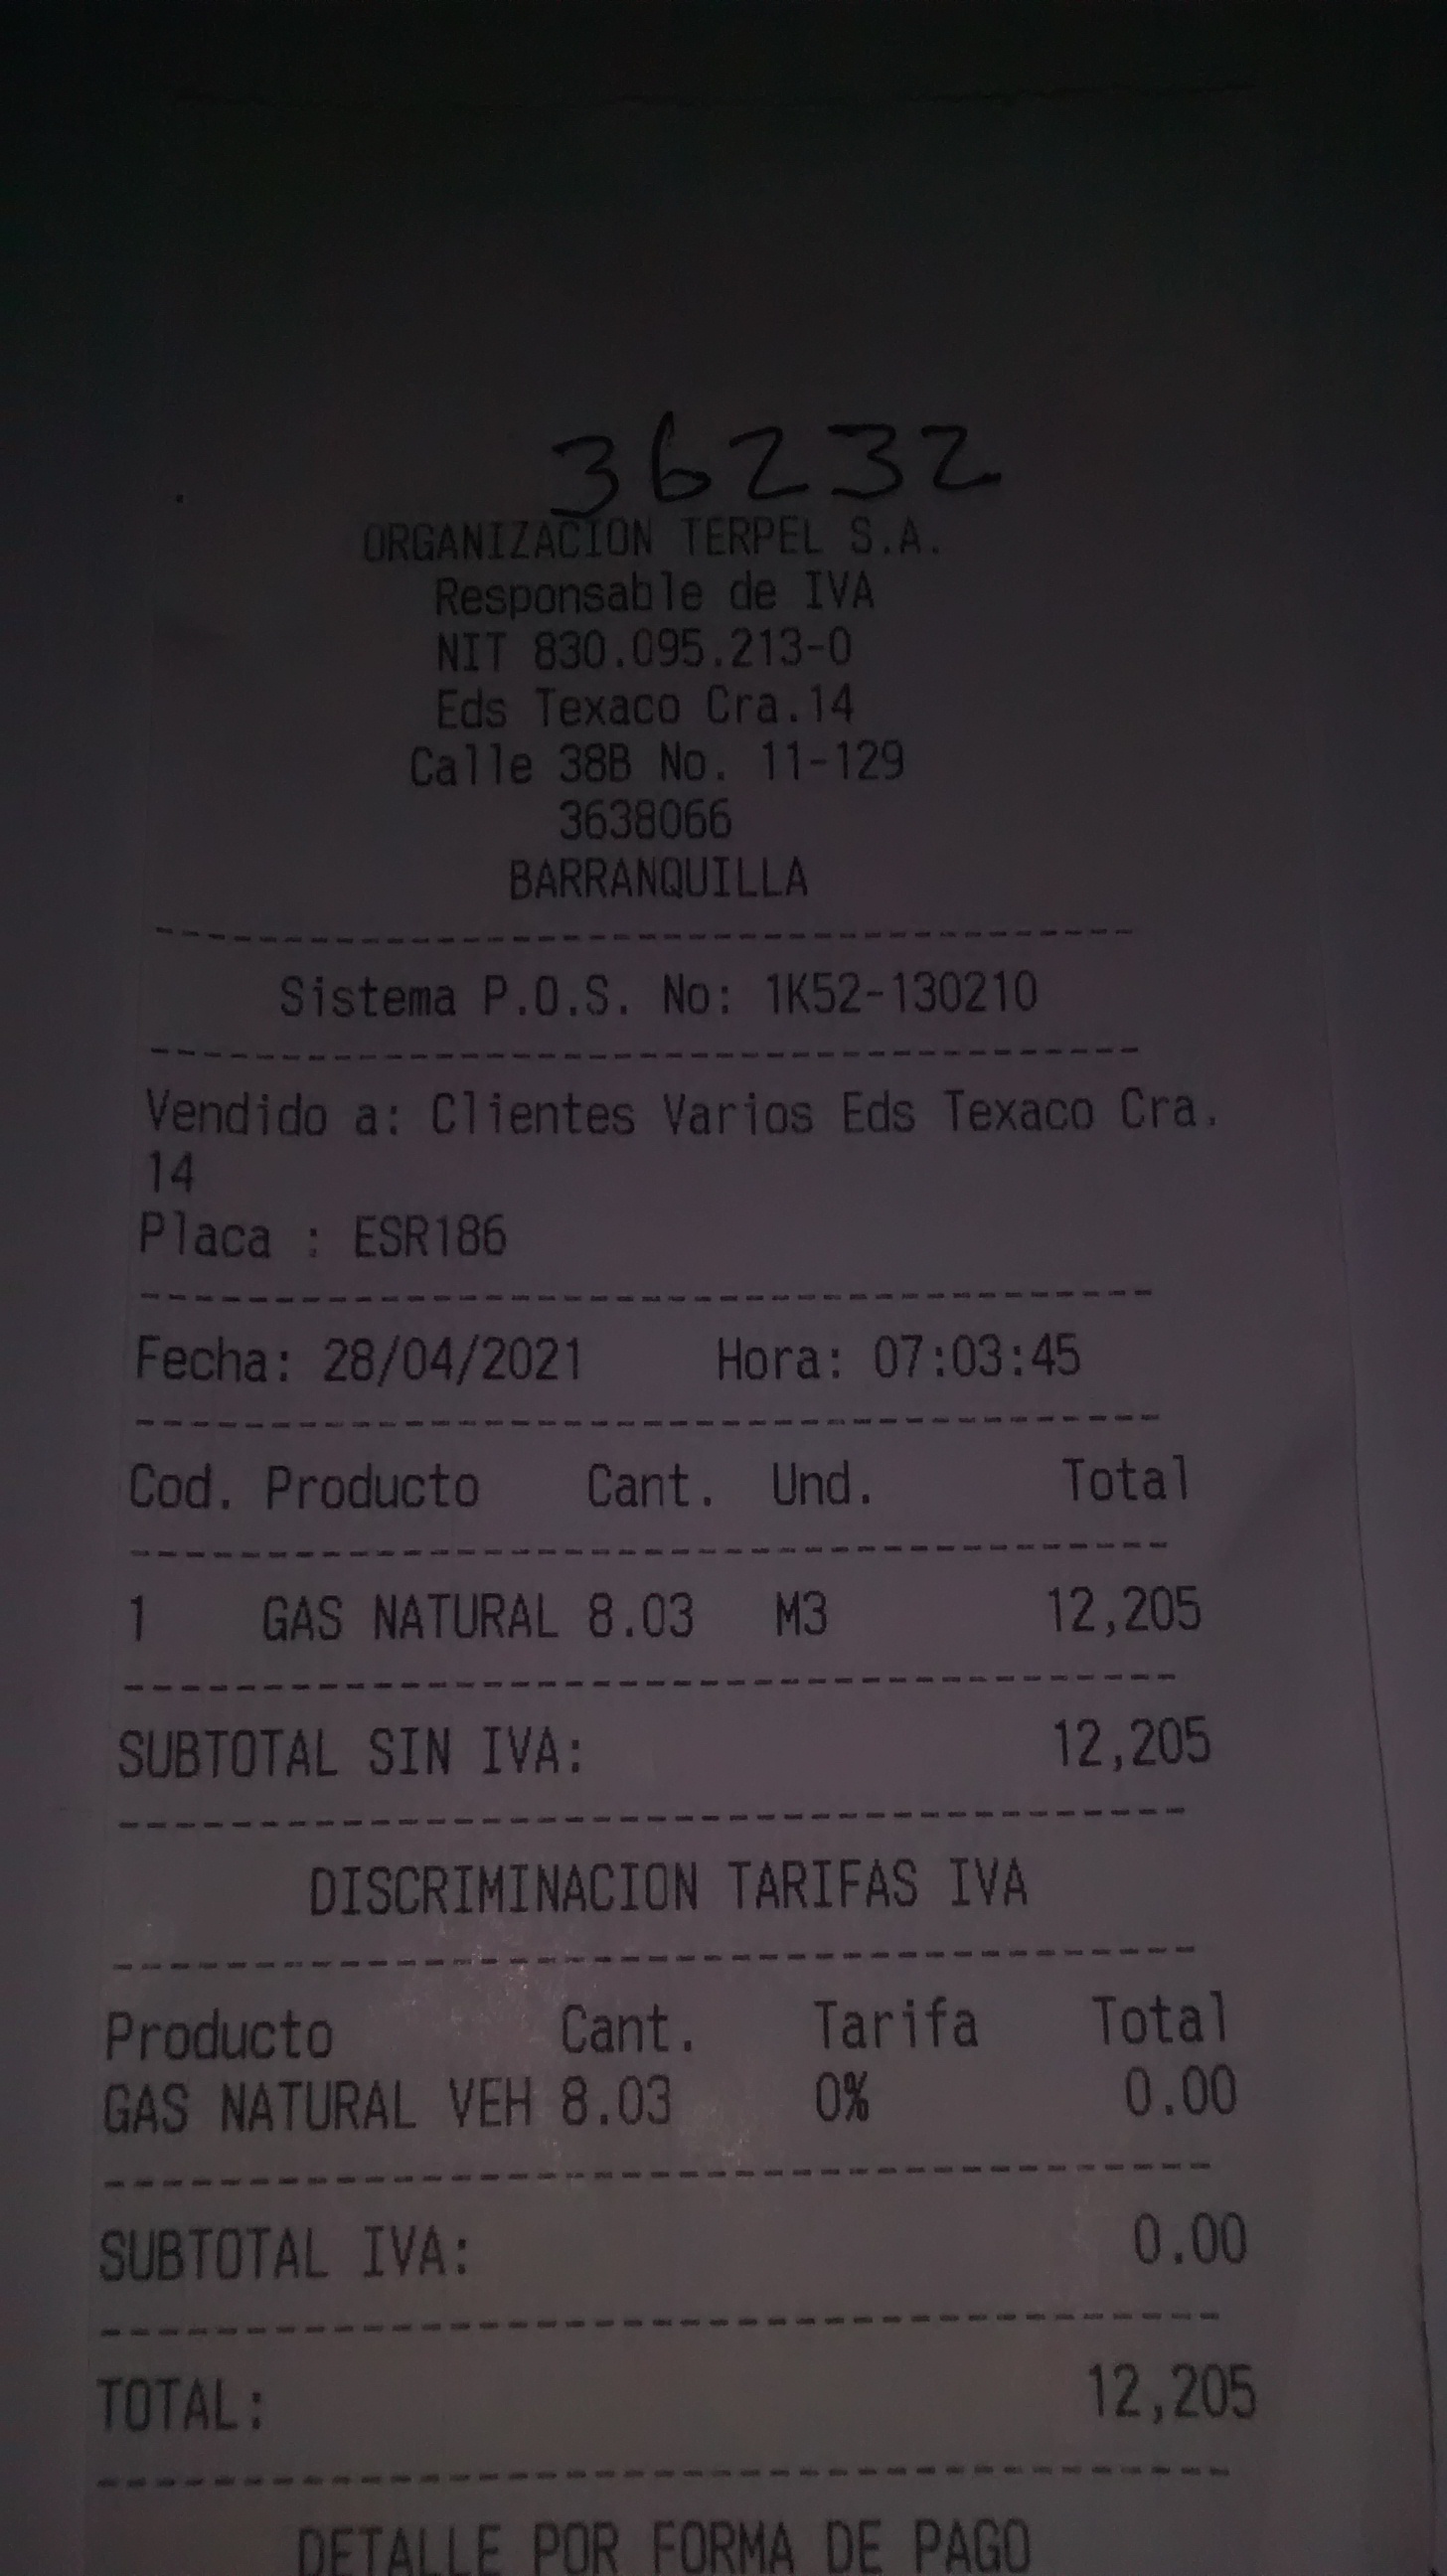 36232
ORGANIZACION TERPEL S.A.
Responsable de IVA
NIT 830.095.213-0
Eds Texaco Cra.14
Calle 38B No. 11-129
3638066
BARRANQUILLA
Sistema P.O.S. No: 1K52-130210
Vendido a: Clientes Varios Eds Texaco Cra.
14
Placa : ESR186
Fecha: 28/04/2021 Hora: 07:03:45
Cod. Producto Cant. Und. Total
1 GAS NATURAL 8.03 M3 12,205
SUBTOTAL SIN IVA: 12,205
DISCRIMINACION TARIFAS IVA
Producto Cant. Tarifa Total
GAS NATURAL VEH 8.03 0% 0.00
SUBTOTAL IVA: 0.00
TOTAL: 12,205
DETALLE POR FORMA DE PAGO